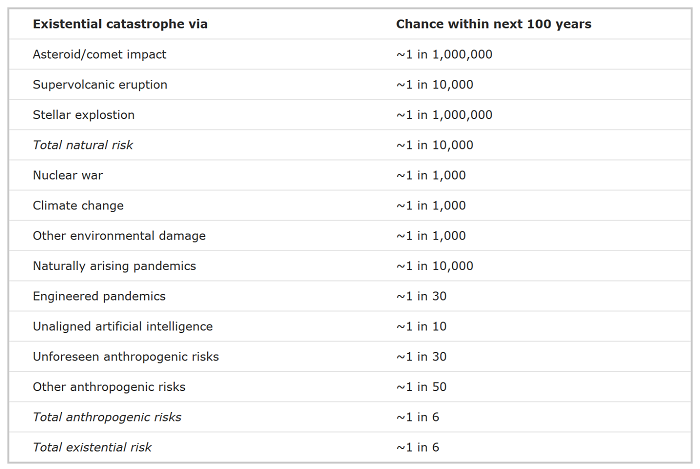 Existential catastrophe via Chance within next 100 years
Asteroid/comet impact ~1 in 1,000,000
Supervolcanic eruption ~1 in 10,000
Stellar explostion ~1 in 1,000,000
Total natural risk ~1 in 10,000
Nuclear war ~1 in 1,000
Climate change ~1 in 1,000
Other environmental damage ~1 in 1,000
Naturally arising pandemics ~1 in 10,000
Engineered pandemics ~1 in 30
Unaligned artificial intelligence ~1 in 10
Unforeseen anthropogenic risks ~1 in 30
Other anthropogenic risks ~1 in 50
Total anthropogenic risks ~1 in 6
Total existential risk ~1 in 6